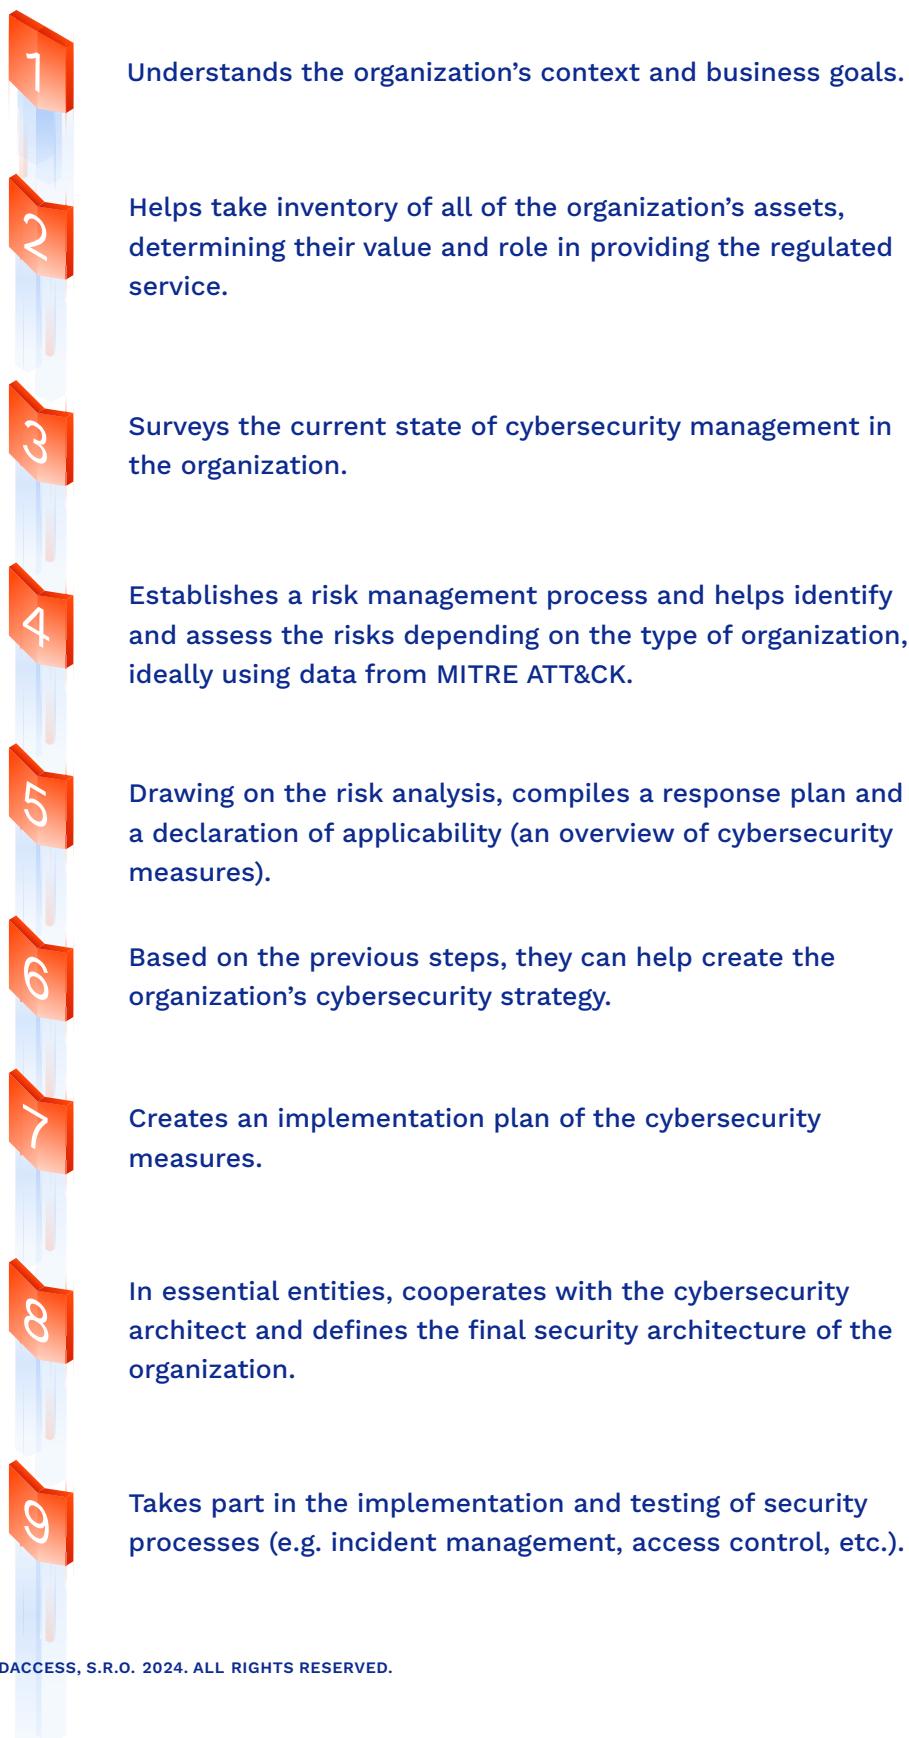 1
Understands the organization’s context and business goals.
2
Helps take inventory of all of the organization’s assets,
determining their value and role in providing the regulated
service.
3
Surveys the current state of cybersecurity management in
the organization.
4
Establishes a risk management process and helps identify
and assess the risks depending on the type of organization,
ideally using data from MITRE ATT&CK.
5
Drawing on the risk analysis, compiles a response plan and
a declaration of applicability (an overview of cybersecurity
measures).
6
Based on the previous steps, they can help create the
organization’s cybersecurity strategy.
7
Creates an implementation plan of the cybersecurity
measures.
8
In essential entities, cooperates with the cybersecurity
architect and defines the final security architecture of the
organization.
9
Takes part in the implementation and testing of security
processes (e.g. incident management, access control, etc.).
DACCESS, S.R.O. 2024. ALL RIGHTS RESERVED.